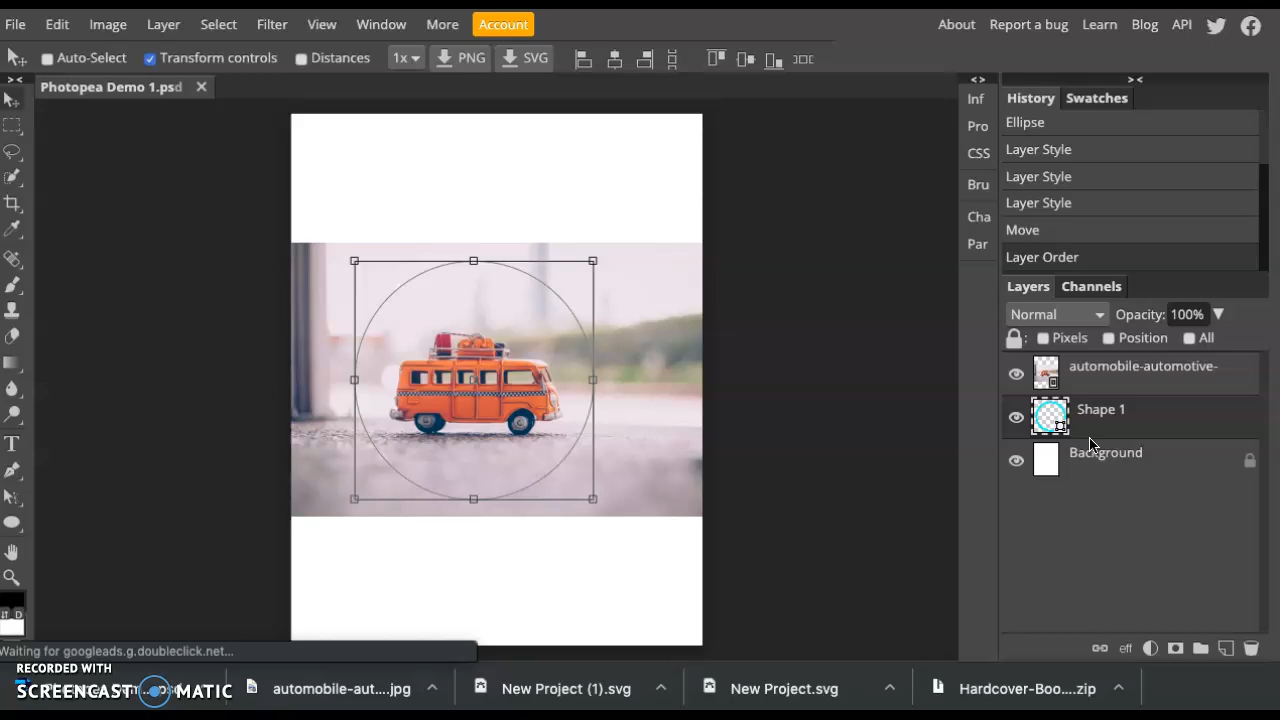 File Edit Image Layer Select Filter View Window More Account About Report a bug Learn Blog API
Auto-Select Transform controls Distances 1x PNG SVG
Photopea Demo 1.psd
Inf
Pro
CSS
Bru
Cha
Par
History Swatches
Ellipse
Layer Style
Layer Style
Layer Style
Move
Layer Order
Layers Channels
Normal Opacity: 100%
: Pixels Position All
automobile-automotive-
Shape 1
Background
eff
D
Waiting for googleads.g.doubleclick.net...
RECORDED WITH
SCREENCAST MATIC
automobile-aut....jpg New Project (1).svg New Project.svg Hardcover-Boo....zip